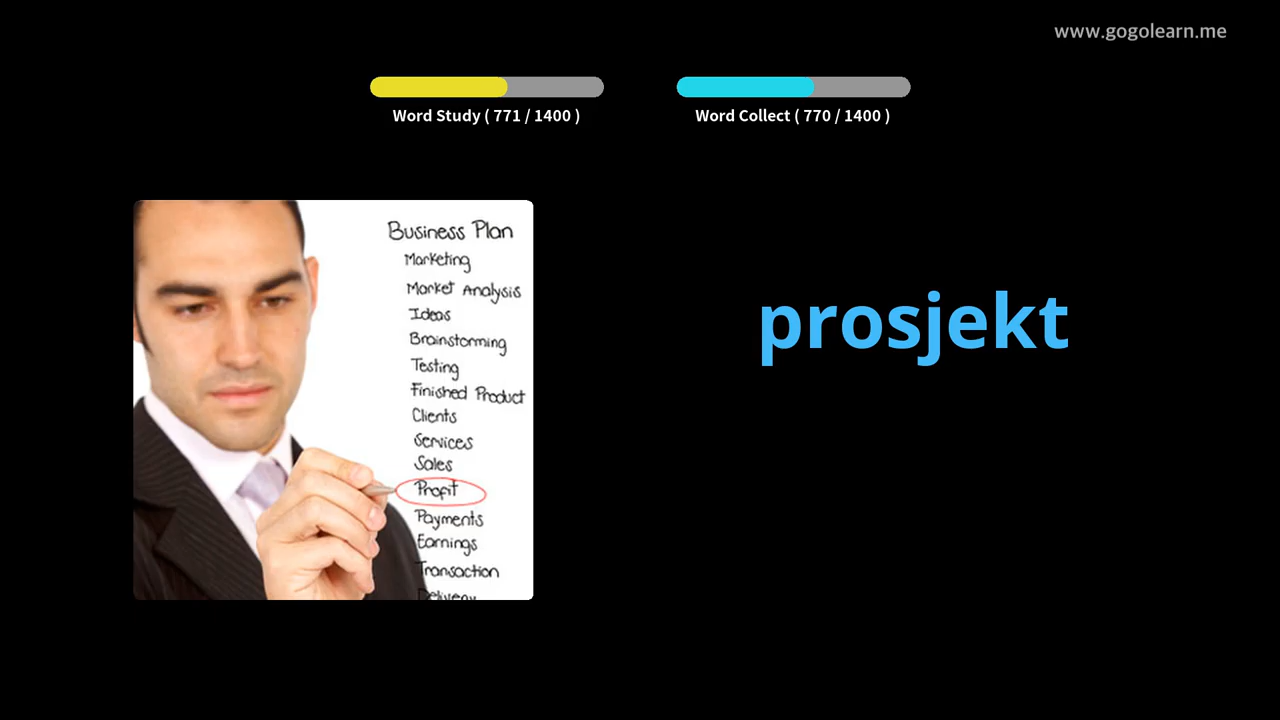 www.gogolearn.me
Word Study ( 771 / 1400 )
Word Collect ( 770 / 1400 )
Business Plan
Marketing
Market Analysis
Ideas
Brainstorming
Testing
Finished Product
Clients
Services
Sales
Profit
Payments
Earnings
Transaction
Delivery
prosjekt